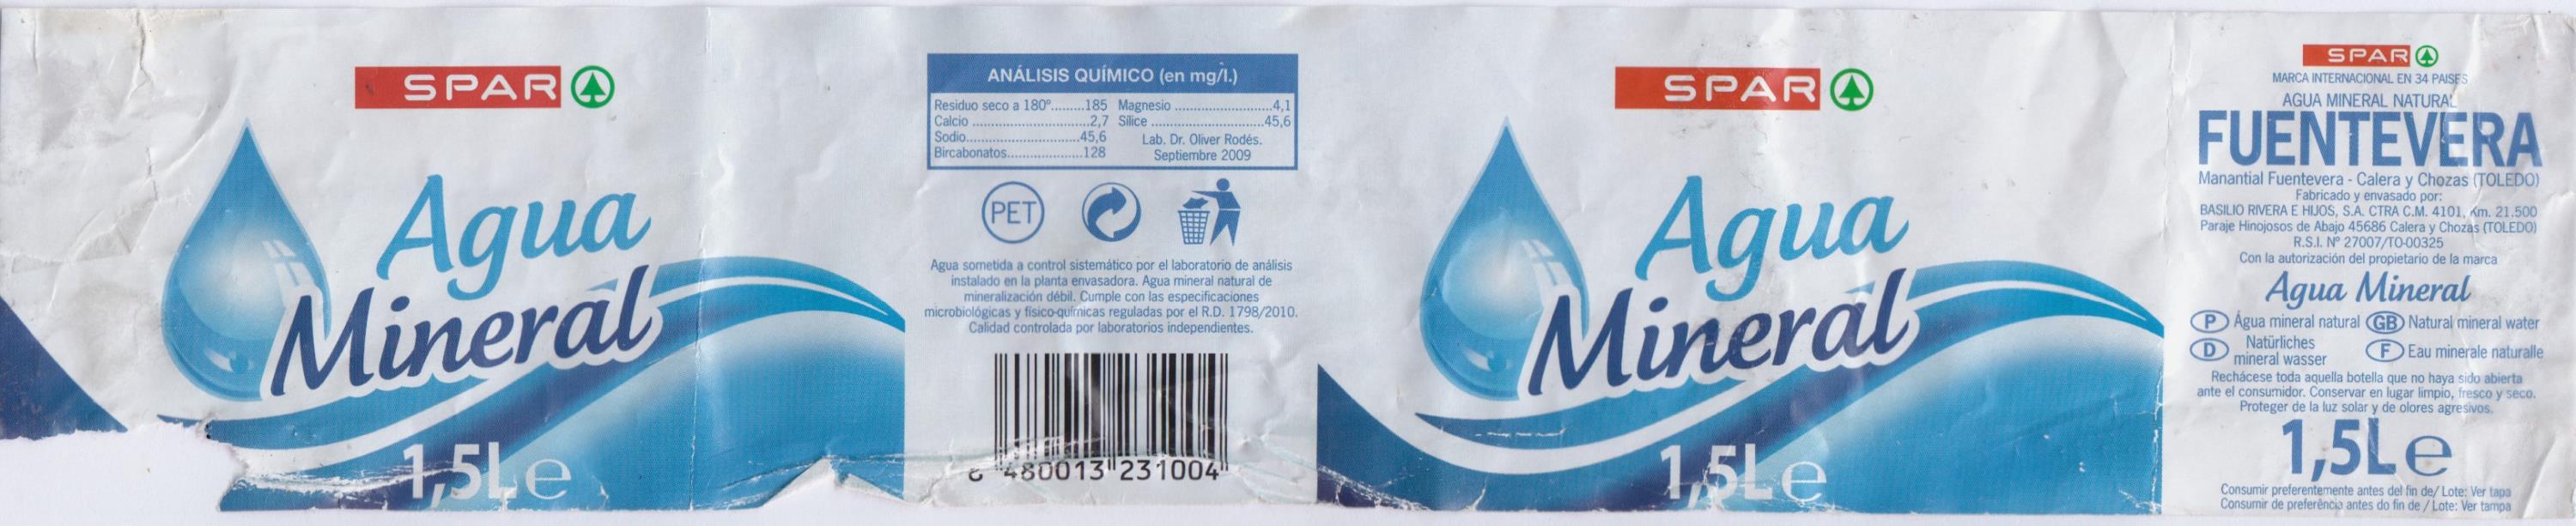 SPAR
Agua
Mineral
1,5L e
ANÁLISIS QUÍMICO (en mg/l.)
Residuo seco a 180º.........185 Magnesio .........................4,1
Calcio ..............................2,7 Sílice .............................45,6
Sodio..............................45,6 Lab. Dr. Oliver Rodés.
Bircabonatos....................128 Septiembre 2009
PET
Agua sometida a control sistemático por el laboratorio de análisis
instalado en la planta envasadora. Agua mineral natural de
mineralización débil. Cumple con las especificaciones
microbiológicas y físico-químicas reguladas por el R.D. 1798/2010.
Calidad controlada por laboratorios independientes.
8 480013 231004
SPAR
Agua
Mineral
1,5L e
SPAR
MARCA INTERNACIONAL EN 34 PAISES
AGUA MINERAL NATURAL
FUENTEVERA
Manantial Fuentevera - Calera y Chozas (TOLEDO)
Fabricado y envasado por:
BASILIO RIVERA E HIJOS, S.A. CTRA C.M. 4101, Km. 21.500
Paraje Hinojosos de Abajo 45686 Calera y Chozas (TOLEDO)
R.S.I. Nº 27007/TO-00325
Con la autorización del propietario de la marca
Agua Mineral
P Água mineral natural GB Natural mineral water
D Natürliches mineral wasser F Eau minerale naturalle
Rechácese toda aquella botella que no haya sido abierta
ante el consumidor. Conservar en lugar limpio, fresco y seco.
Proteger de la luz solar y de olores agresivos.
1,5L e
Consumir preferentemente antes del fin de/ Lote: Ver tapa
Consumir de preferência antes do fin de / Lote: Ver tampa